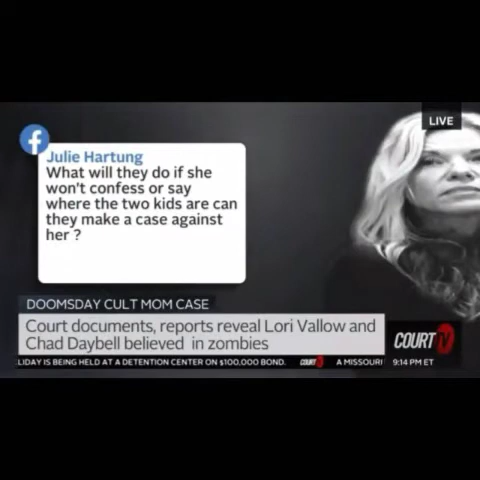 LIVE
f
Julie Hartung
What will they do if she
won't confess or say
where the two kids are can
they make a case against
her ?
DOOMSDAY CULT MOM CASE
Court documents, reports reveal Lori Vallow and
Chad Daybell believed in zombies
COURT TV
LIDAY IS BEING HELD AT A DETENTION CENTER ON $100,000 BOND. COURT TV A MISSOURI 9:14 PM ET